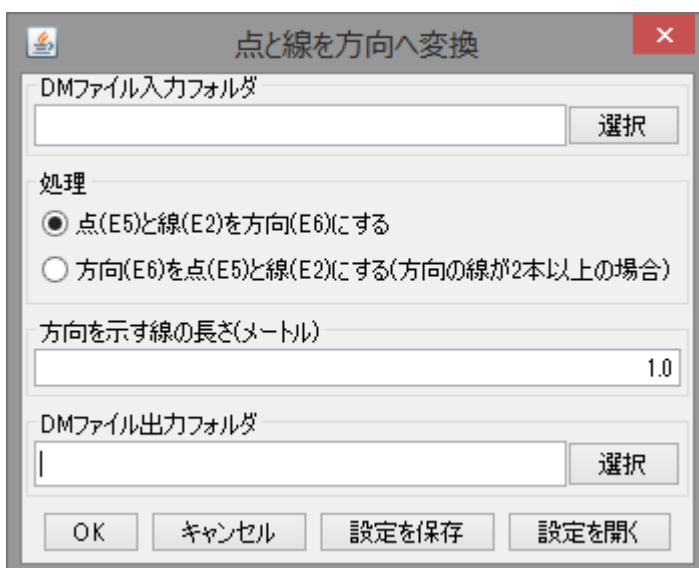 点と線を方向へ変換
DMファイル入力フォルダ
選択
処理
点(E5)と線(E2)を方向(E6)にする
方向(E6)を点(E5)と線(E2)にする(方向の線が2本以上の場合)
方向を示す線の長さ(メートル)
1.0
DMファイル出力フォルダ
選択
OK キャンセル 設定を保存 設定を開く